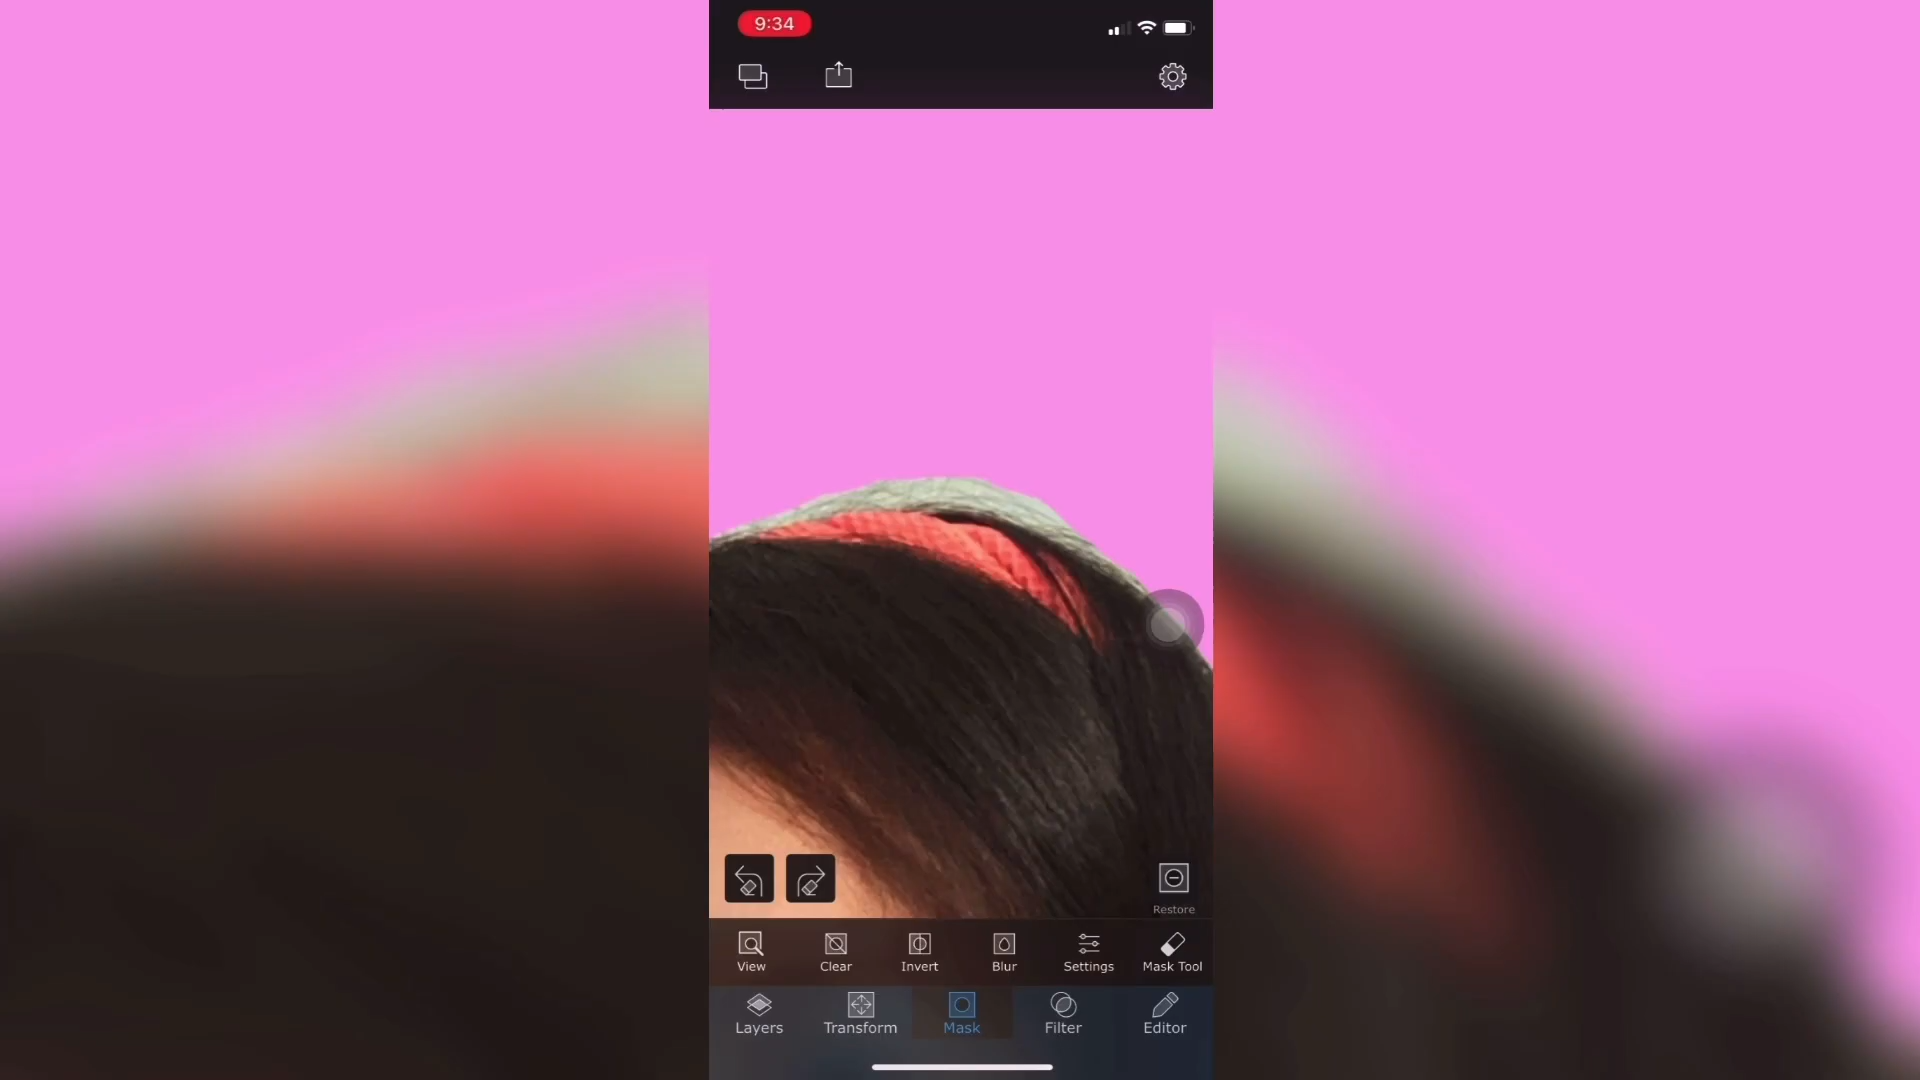 9:34
Restore
View Clear Invert Blur Settings Mask Tool
Layers Transform Mask Filter Editor